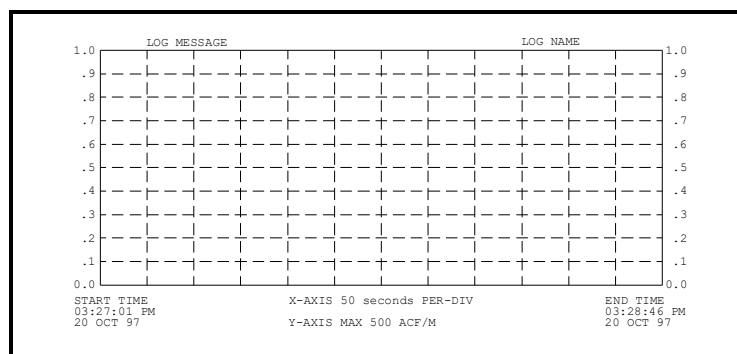 LOG MESSAGE LOG NAME
1.0 1.0
.9 .9
.8 .8
.7 .7
.6 .6
.5 .5
.4 .4
.3 .3
.2 .2
.1 .1
0.0 0.0
START TIME X-AXIS 50 seconds PER-DIV END TIME
03:27:01 PM 03:28:46 PM
20 OCT 97 Y-AXIS MAX 500 ACF/M 20 OCT 97